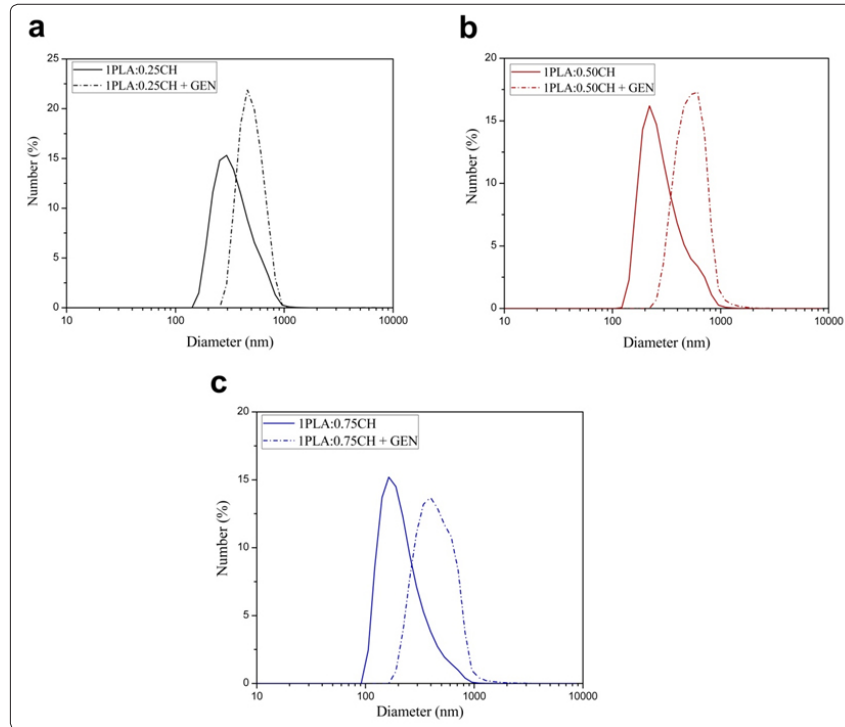 a
25
20
15
10
5
0
Number (%)
1PLA:0.25CH
1PLA:0.25CH + GEN
10
100
1000
10000
Diameter (nm)
b
20
15
10
5
0
Number (%)
1PLA:0.50CH
1PLA:0.50CH + GEN
10
100
1000
10000
Diameter (nm)
c
20
15
10
5
0
Number (%)
1PLA:0.75CH
1PLA:0.75CH + GEN
10
100
1000
10000
Diameter (nm)